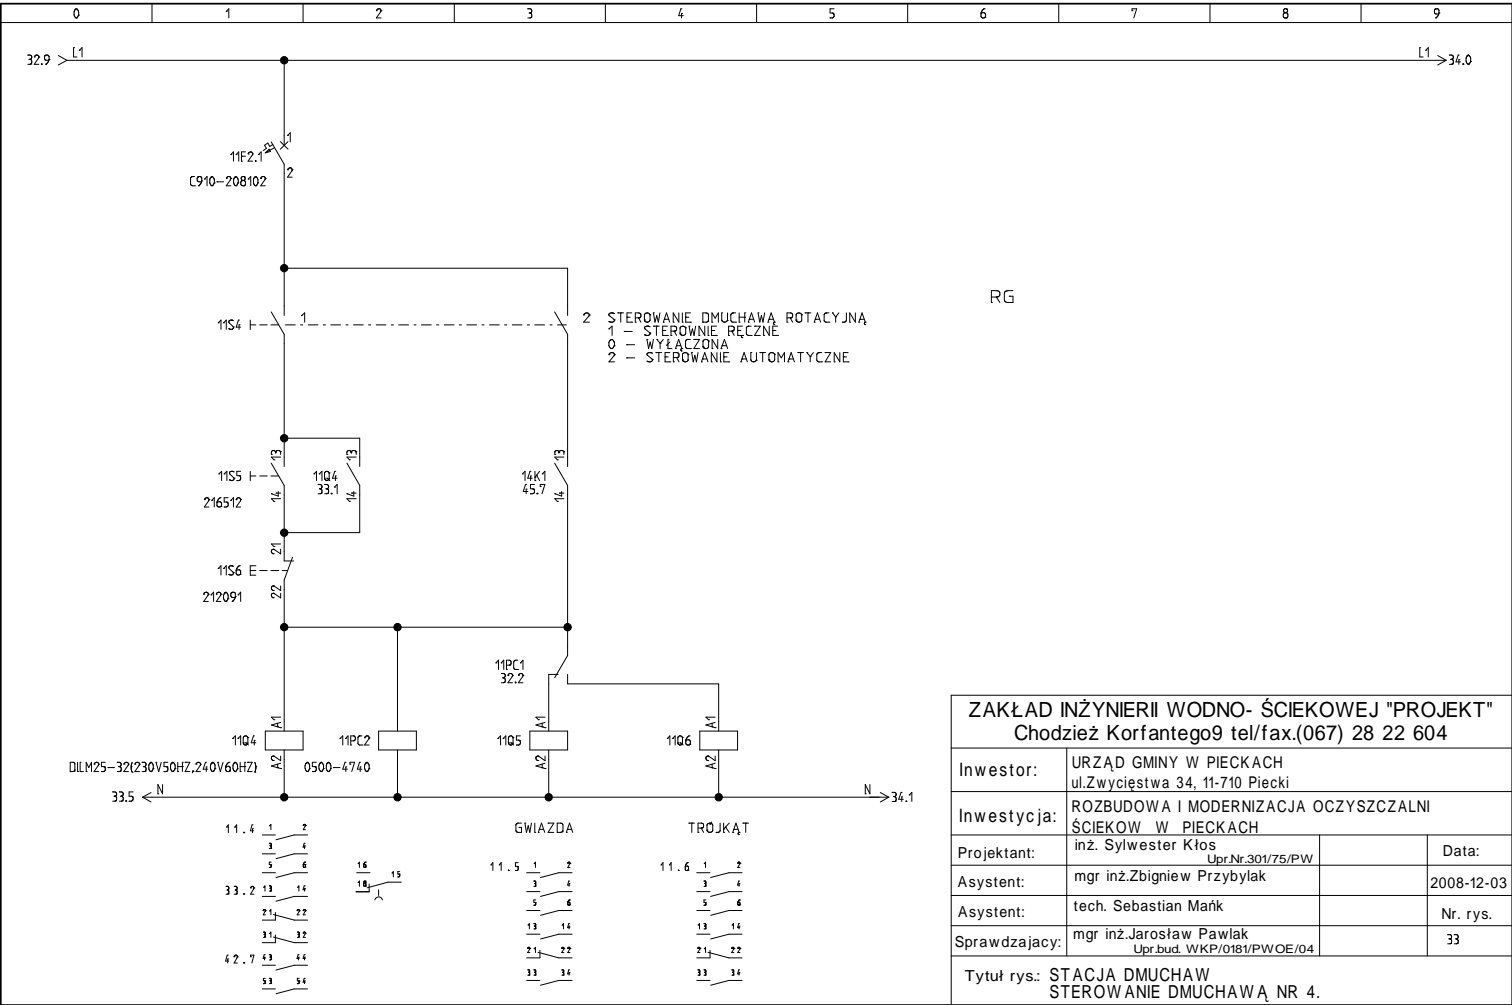 0 1 2 3 4 5 6 7 8 9
32.9 L1 L1 34.0
1
11F2.1
2
C910-208102
RG
11S4 1 2 STEROWANIE DMUCHAWĄ ROTACYJNĄ
1 - STEROWNIE RĘCZNE
0 - WYŁĄCZONA
2 - STEROWANIE AUTOMATYCZNE
13 13 13
11S5 11Q4 14K1
33.1 45.7
14 14 14
216512
21
11S6
22
212091
11PC1
32.2
A1 A1 A1
11Q4 11PC2 11Q5 11Q6
A2 A2 A2
DILM25-32(230V50HZ,240V60HZ) 0500-4740
33.5 N N 34.1
GWIAZDA TRÓJKĄT
11.4 1 2
3 4
5 6
33.2 13 14
21 22
31 32
42.7 43 44
53 54
16
18 15
11.5 1 2
3 4
5 6
13 14
21 22
33 34
11.6 1 2
3 4
5 6
13 14
21 22
33 34
ZAKŁAD INŻYNIERII WODNO- ŚCIEKOWEJ "PROJEKT"
Chodzież Korfantego9 tel/fax.(067) 28 22 604
Inwestor: URZĄD GMINY W PIECKACH
ul.Zwycięstwa 34, 11-710 Piecki
Inwestycja: ROZBUDOWA I MODERNIZACJA OCZYSZCZALNI
ŚCIEKOW W PIECKACH
Projektant: inż. Sylwester Kłos
Upr.Nr.301/75/PW
Data:
Asystent: mgr inż.Zbigniew Przybylak
2008-12-03
Asystent: tech. Sebastian Mańk
Nr. rys.
Sprawdzajacy: mgr inż.Jarosław Pawlak
Upr.bud. WKP/0181/PWOE/04
33
Tytuł rys.: STACJA DMUCHAW
STEROWANIE DMUCHAWĄ NR 4.